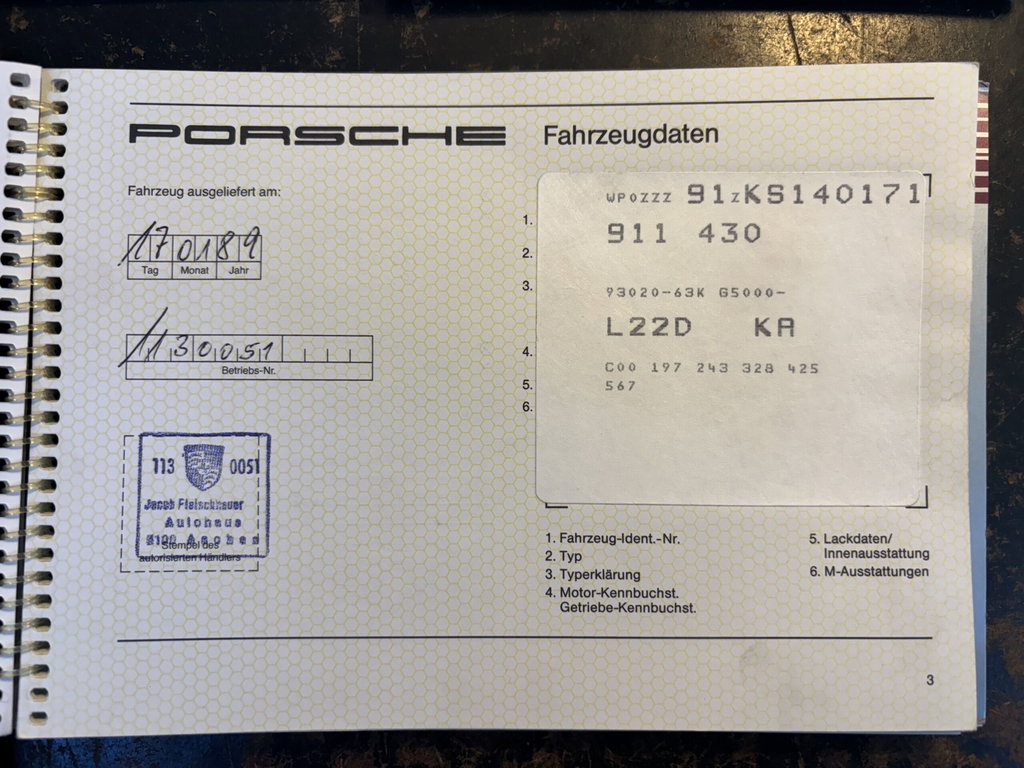 PORSCHE
Fahrzeugdaten
Fahrzeug ausgeliefert am:
170189
Tag Monat Jahr
1130051
Betriebs-Nr.
113 0051
Jacob Fleischhauer
Autohaus
5100 Aachen
Stempel des
autorisierten Händlers
1.
2.
3.
4.
5.
6.
WP0ZZZ 91ZKS140171
911 430
93020-63K G5000-
L22D KA
C00 197 243 328 425
567
1. Fahrzeug-Ident.-Nr.
2. Typ
3. Typerklärung
4. Motor-Kennbuchst.
Getriebe-Kennbuchst.
5. Lackdaten/
Innenausstattung
6. M-Ausstattungen
3